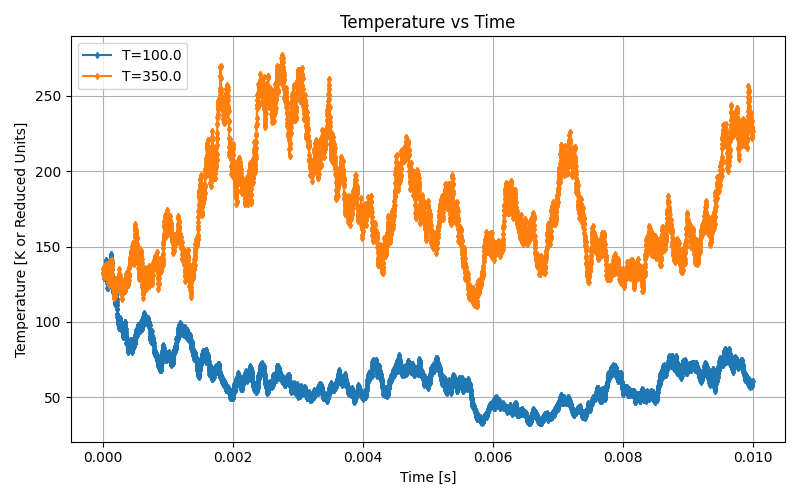 Temperature vs Time
T=100.0
T=350.0
Temperature [K or Reduced Units]
250
200
150
100
50
0.000
0.002
0.004
0.006
0.008
0.010
Time [s]